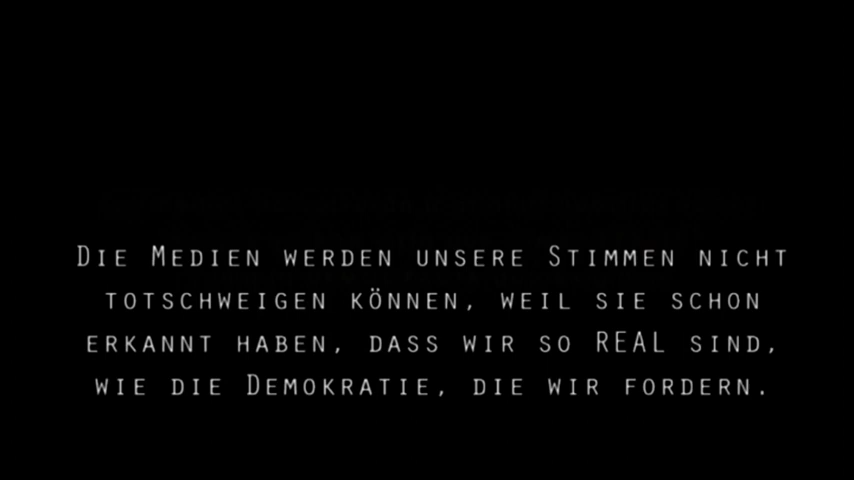 Die Medien werden unsere Stimmen nicht
totschweigen können, weil sie schon
erkannt haben, dass wir so REAL sind,
wie die Demokratie, die wir fordern.